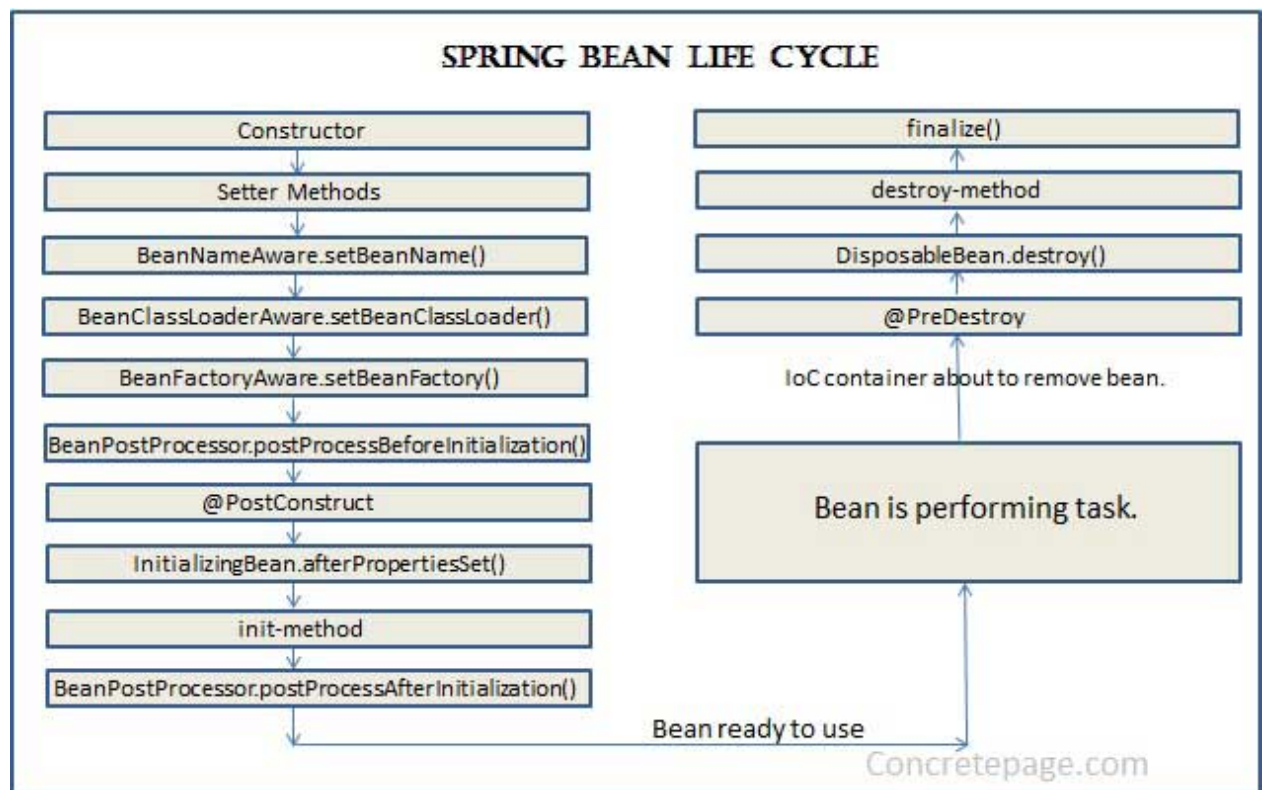 SPRING BEAN LIFE CYCLE
Constructor
Setter Methods
BeanNameAware.setBeanName()
BeanClassLoaderAware.setBeanClassLoader()
BeanFactoryAware.setBeanFactory()
BeanPostProcessor.postProcessBeforeInitialization()
@PostConstruct
InitializingBean.afterPropertiesSet()
init-method
BeanPostProcessor.postProcessAfterInitialization()
Bean ready to use
Bean is performing task.
IoC container about to remove bean.
@PreDestroy
DisposableBean.destroy()
destroy-method
finalize()
Concretepage.com